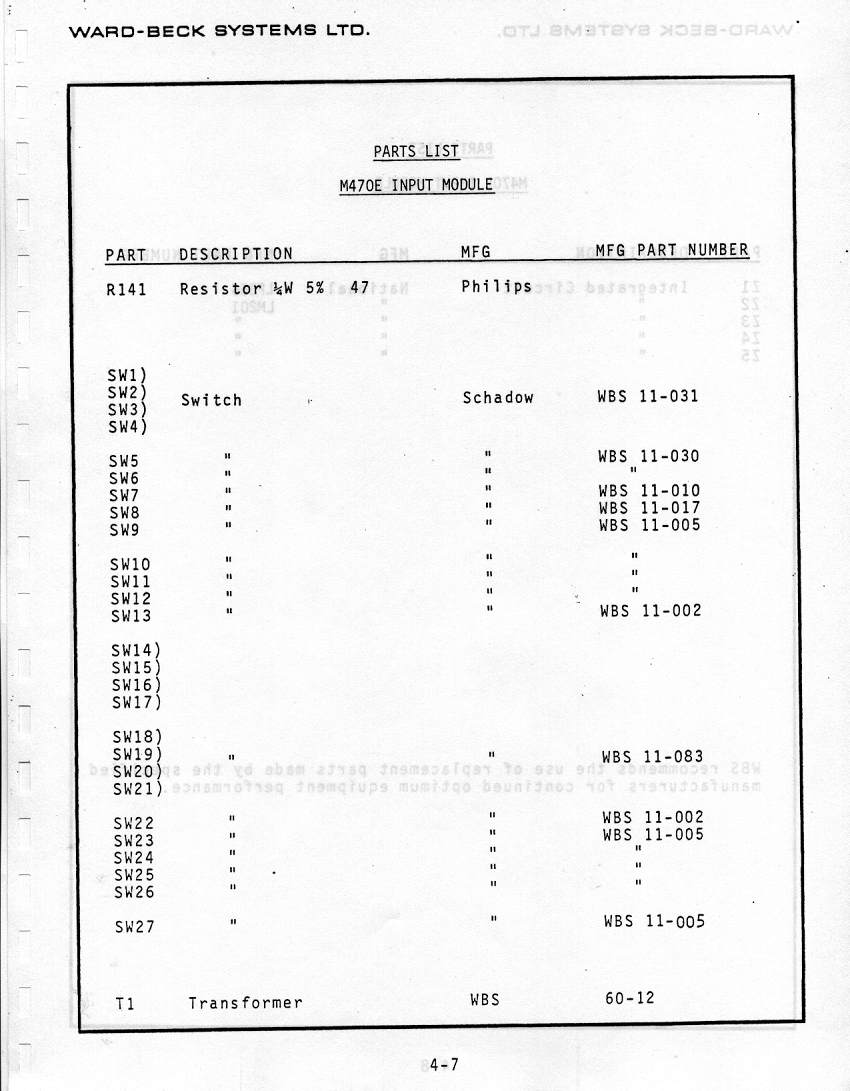 WARD-BECK SYSTEMS LTD.
PARTS LIST
M470E INPUT MODULE
PART DESCRIPTION MFG MFG PART NUMBER
R141 Resistor ¼W 5% 47 Philips
SW1)
SW2)
Switch Schadow WBS 11-031
SW3)
SW4)
SW5 " " WBS 11-030
SW6 " " "
SW7 " " WBS 11-010
SW8 " " WBS 11-017
SW9 " " WBS 11-005
SW10 " " "
SW11 " " "
SW12 " " "
SW13 " " WBS 11-002
SW14)
SW15)
SW16)
SW17)
SW18)
SW19) " " WBS 11-083
SW20)
SW21)
SW22 " " WBS 11-002
SW23 " " WBS 11-005
SW24 " " "
SW25 " " "
SW26 " " "
SW27 " " WBS 11-005
T1 Transformer WBS 60-12
4-7